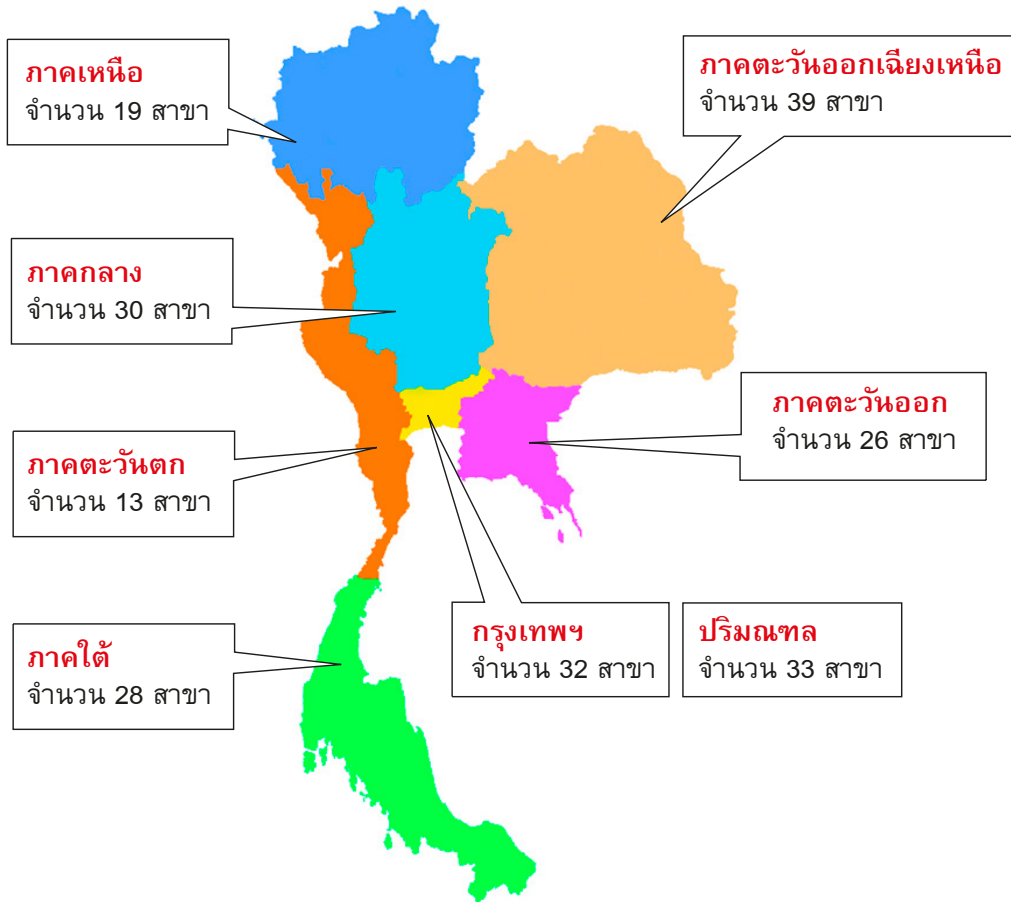 ภาคเหนือ
จำนวน 19 สาขา
ภาคตะวันออกเฉียงเหนือ
จำนวน 39 สาขา
ภาคกลาง
จำนวน 30 สาขา
ภาคตะวันออก
จำนวน 26 สาขา
ภาคตะวันตก
จำนวน 13 สาขา
กรุงเทพฯ
จำนวน 32 สาขา
ปริมณฑล
จำนวน 33 สาขา
ภาคใต้
จำนวน 28 สาขา